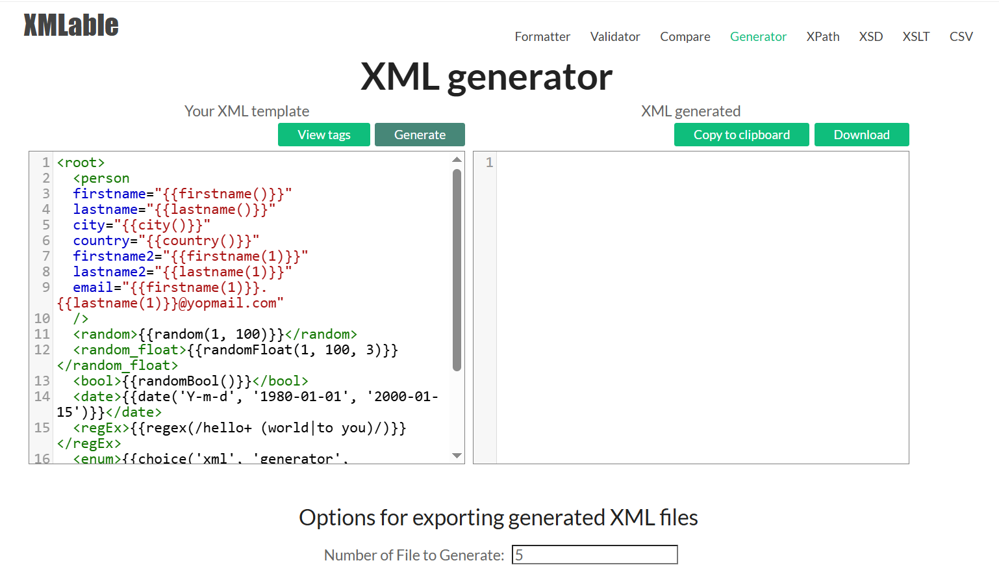 XMLable
Formatter Validator Compare Generator XPath XSD XSLT CSV
XML generator
Your XML template
View tags Generate
1 <root>
2 <person
3 firstname="{{firstname()}}"
4 lastname="{{lastname()}}"
5 city="{{city()}}"
6 country="{{country()}}"
7 firstname2="{{firstname(1)}}"
8 lastname2="{{lastname(1)}}"
9 email="{{firstname(1)}}.
{{lastname(1)}}@yopmail.com"
10 />
11 <random>{{random(1, 100)}}</random>
12 <random_float>{{randomFloat(1, 100, 3)}}
</random_float>
13 <bool>{{randomBool()}}</bool>
14 <date>{{date('Y-m-d', '1980-01-01', '2000-01-
15')}}</date>
15 <regEx>{{regex(/hello+ (world|to you)/)}}
</regEx>
16 <enum>{{choice('xml', 'generator',
XML generated
Copy to clipboard Download
1
Options for exporting generated XML files
Number of File to Generate: 5